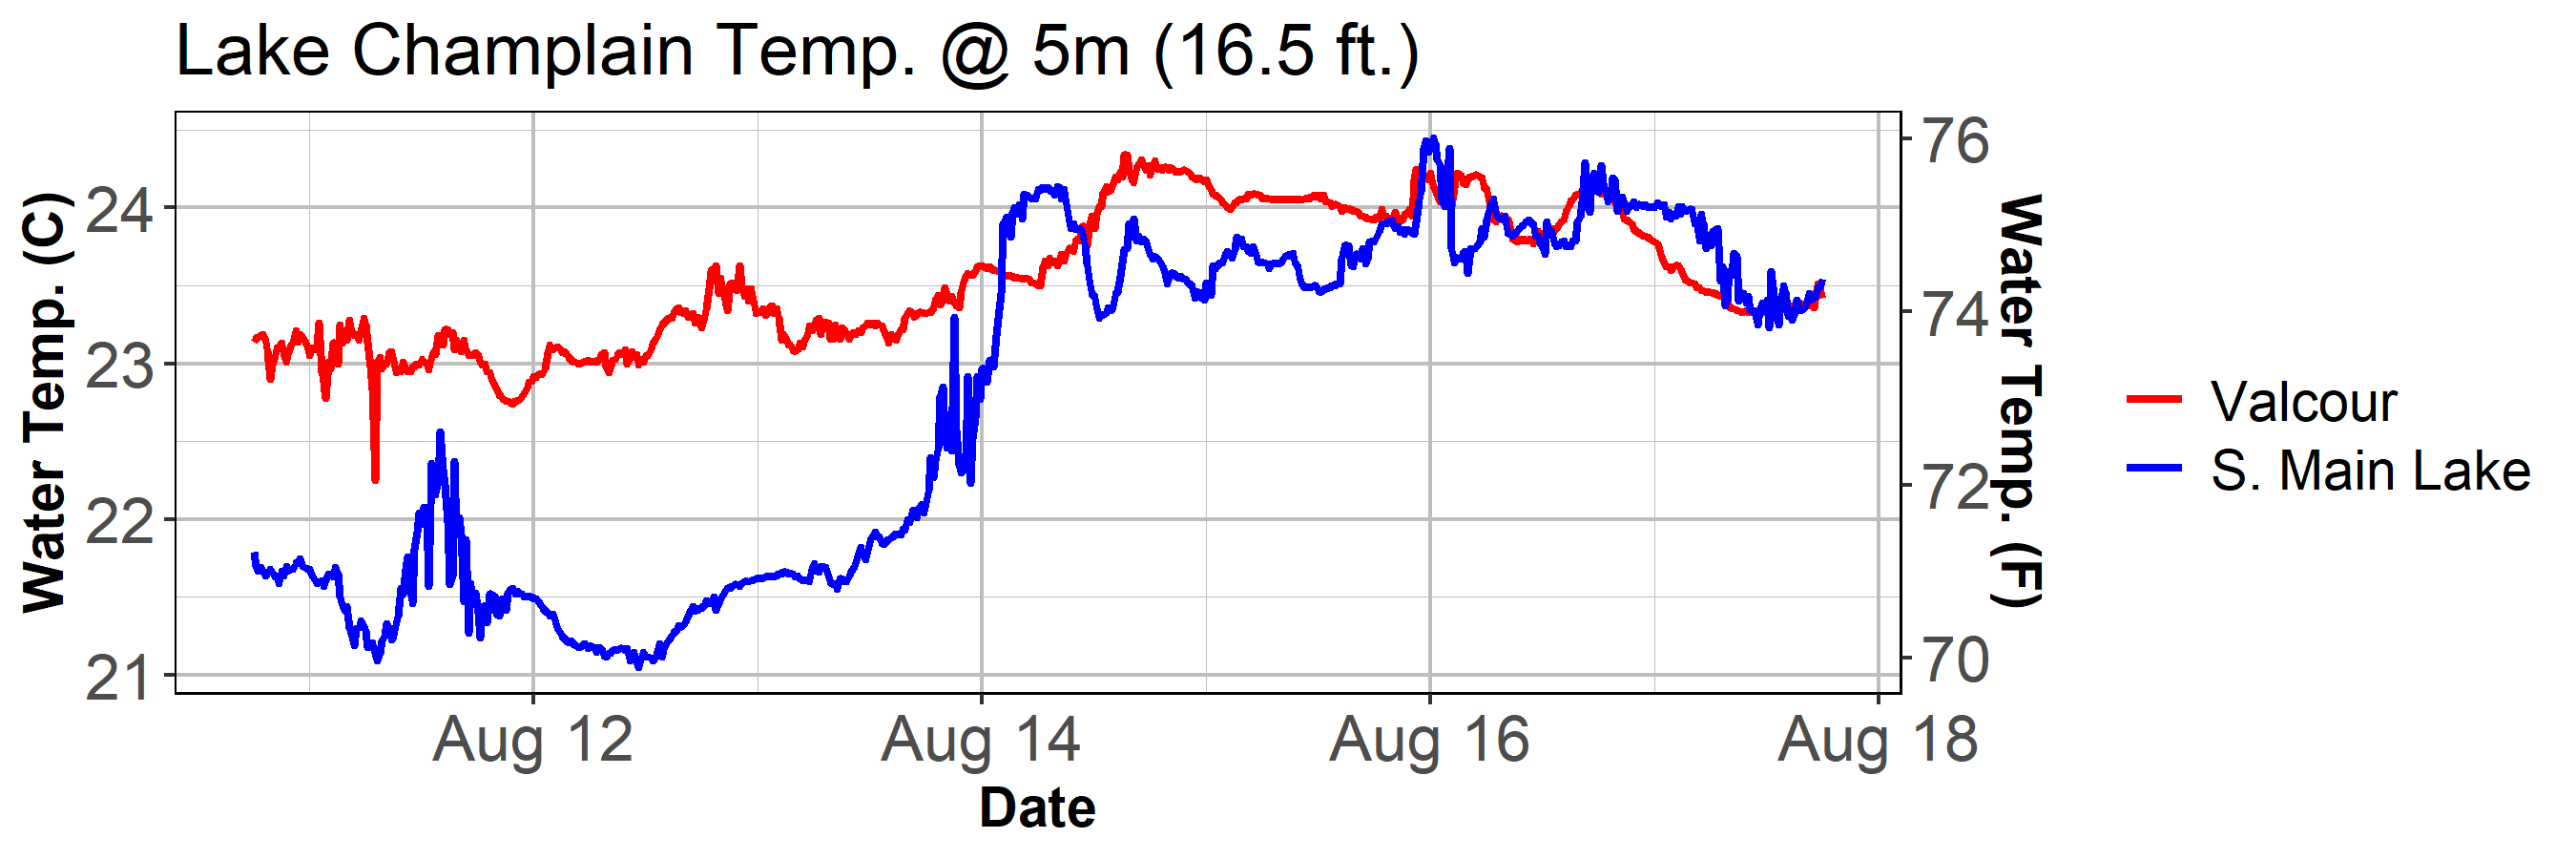 Lake Champlain Temp. @ 5m (16.5 ft.)
Water Temp. (C)
24
23
22
21
76
74
72
70
Water Temp. (F)
Aug 12
Aug 14
Aug 16
Aug 18
Date
Valcour
S. Main Lake